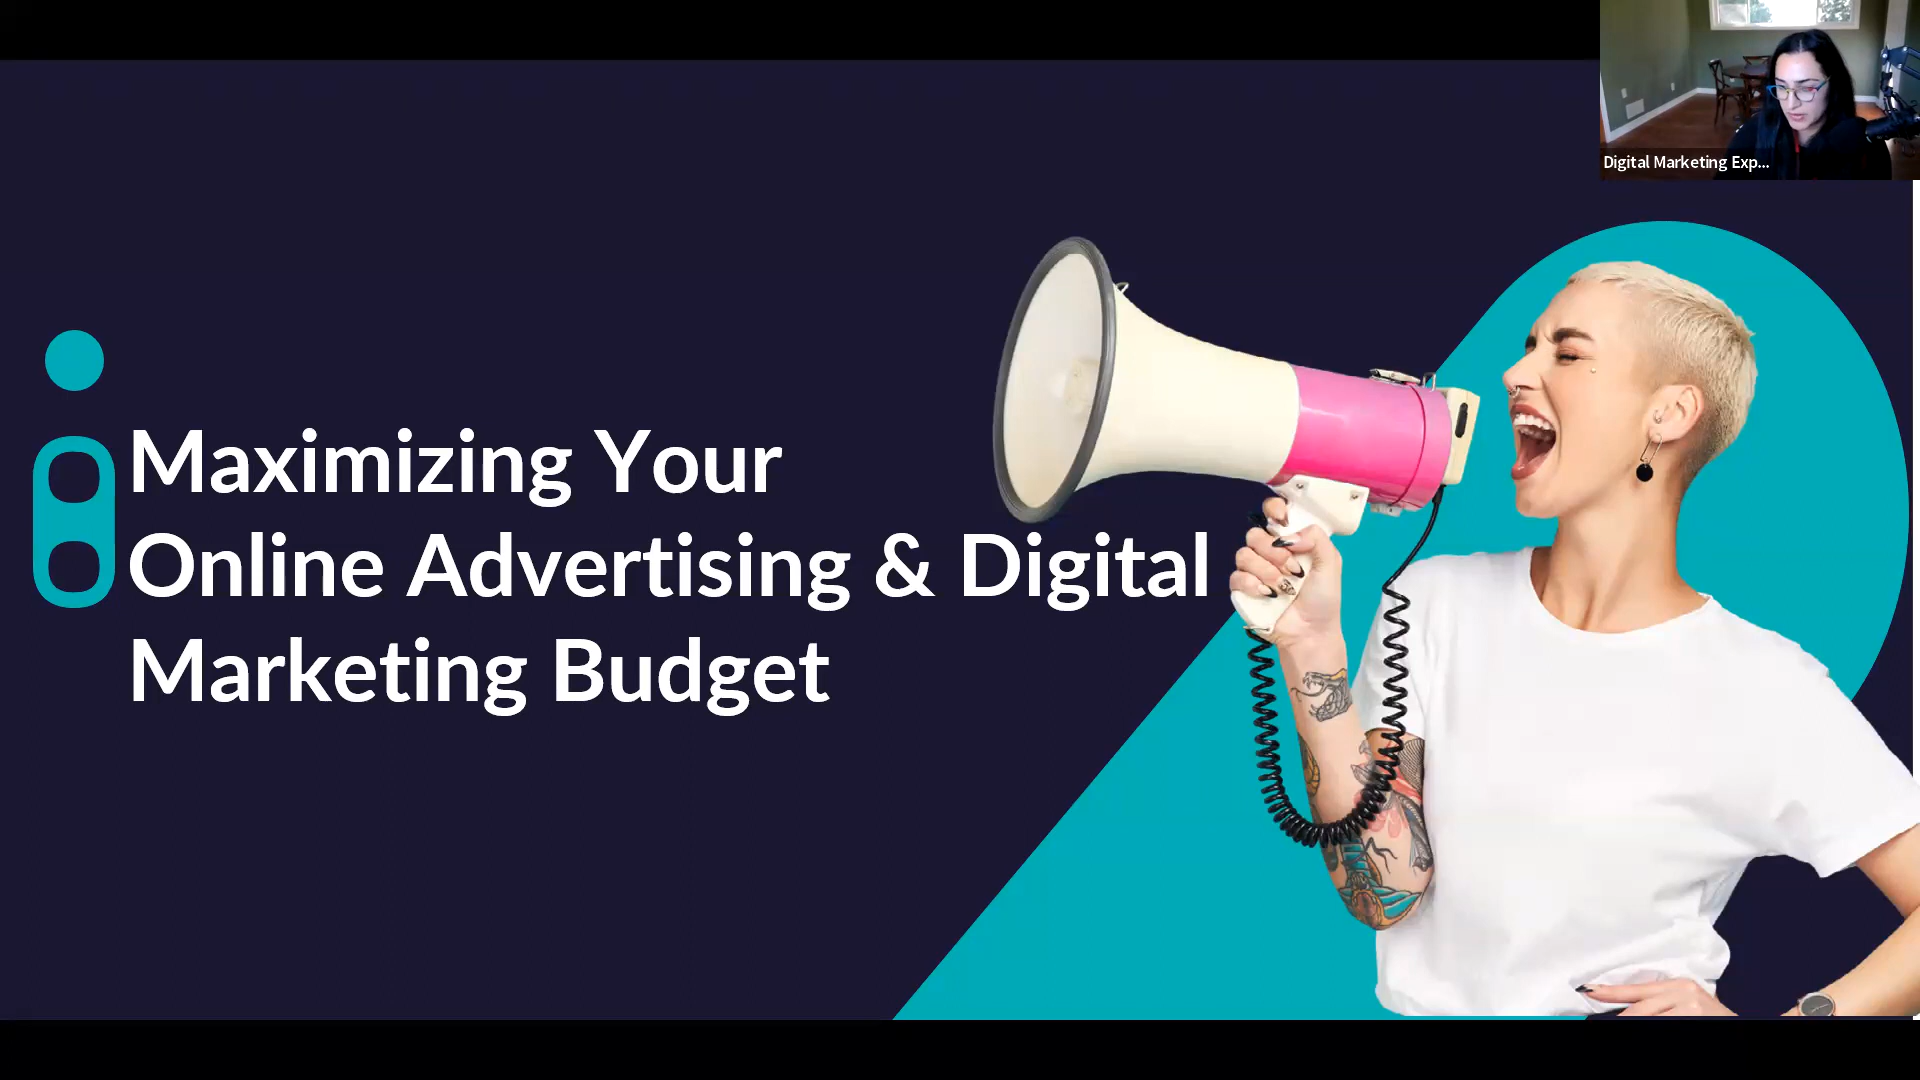 Digital Marketing Exp...
Maximizing Your
Online Advertising & Digital
Marketing Budget